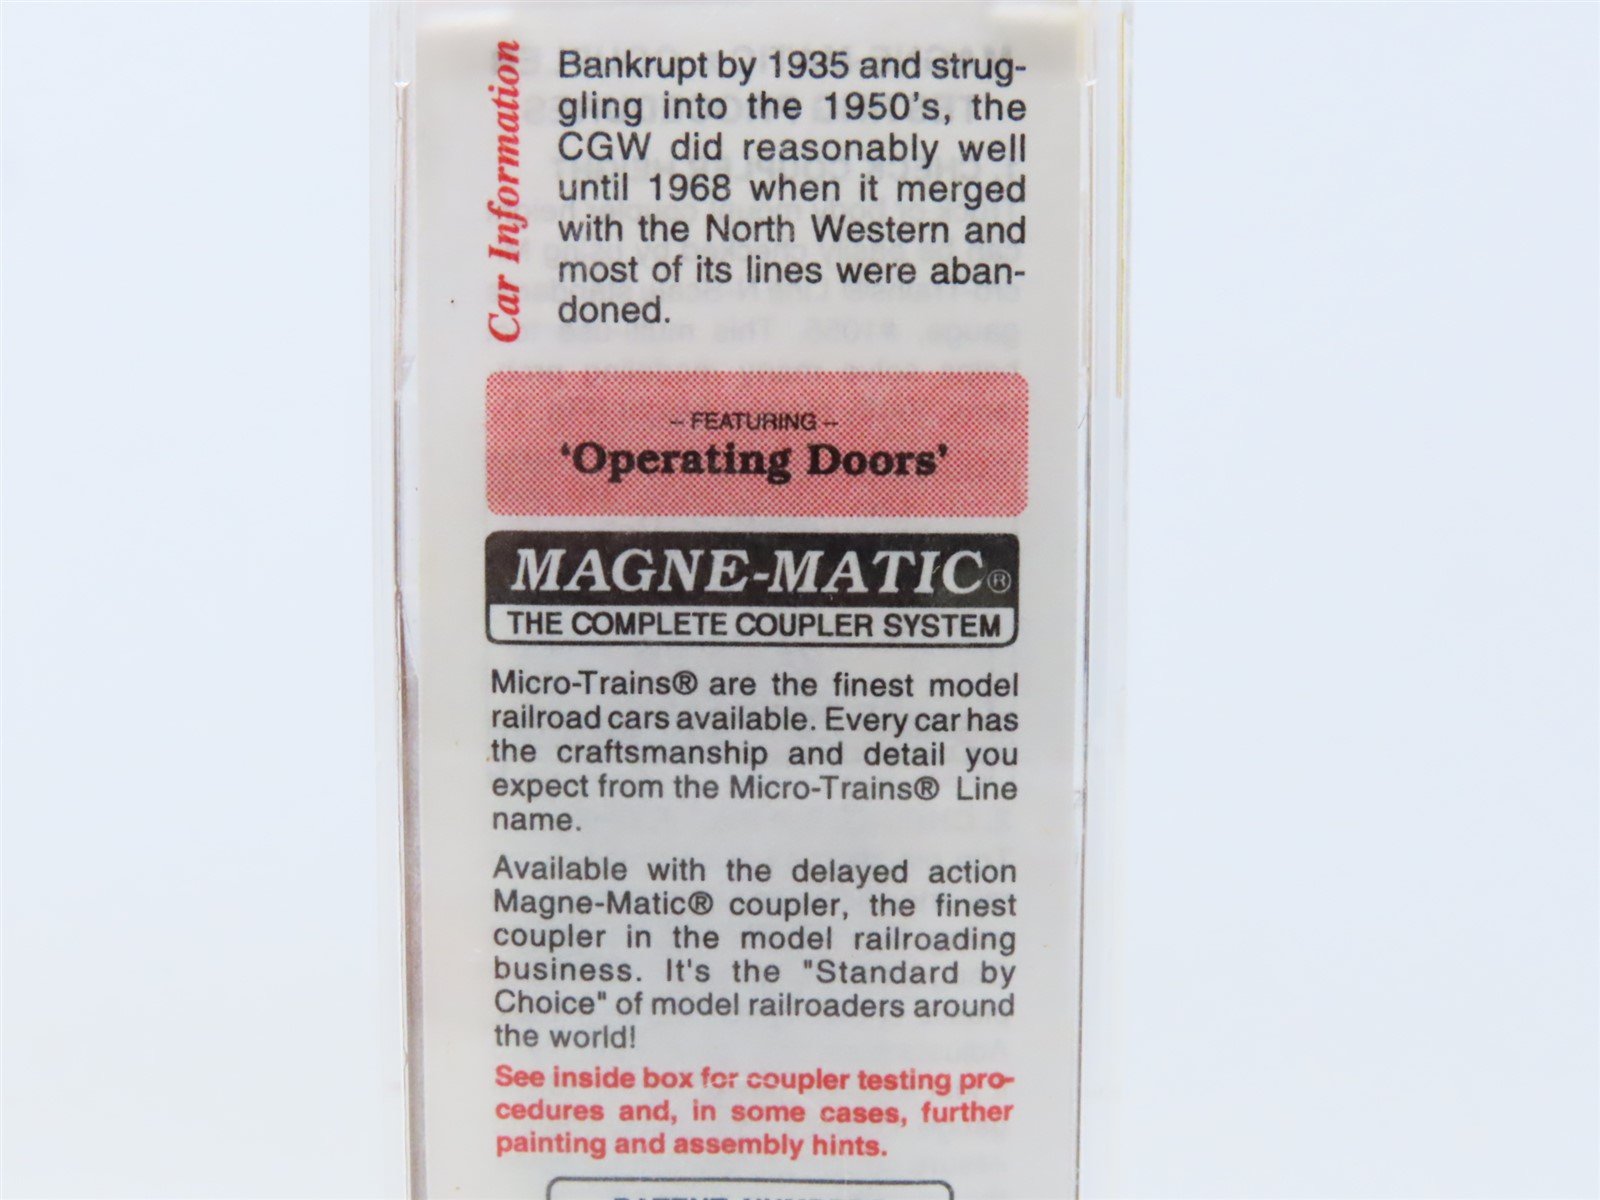 Car Information
Bankrupt by 1935 and strug-
gling into the 1950's, the
CGW did reasonably well
until 1968 when it merged
with the North Western and
most of its lines were aban-
doned.
-- FEATURING --
'Operating Doors'
MAGNE-MATIC®
THE COMPLETE COUPLER SYSTEM
Micro-Trains® are the finest model
railroad cars available. Every car has
the craftsmanship and detail you
expect from the Micro-Trains® Line
name.
Available with the delayed action
Magne-Matic® coupler, the finest
coupler in the model railroading
business. It's the "Standard by
Choice" of model railroaders around
the world!
See inside box for coupler testing pro-
cedures and, in some cases, further
painting and assembly hints.